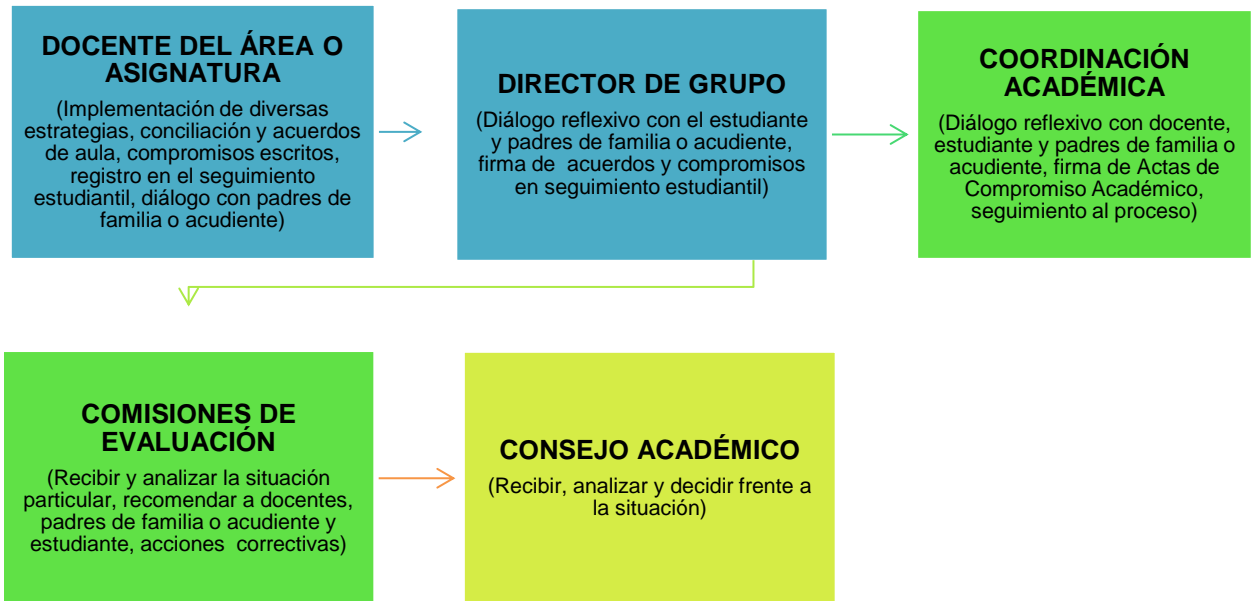 DOCENTE DEL ÁREA O
ASIGNATURA
(Implementación de diversas
estrategias, conciliación y acuerdos
de aula, compromisos escritos,
registro en el seguimiento
estudiantil, diálogo con padres de
familia o acudiente)
DIRECTOR DE GRUPO
(Diálogo reflexivo con el estudiante
y padres de familia o acudiente,
firma de acuerdos y compromisos
en seguimiento estudiantil)
COORDINACIÓN
ACADÉMICA
(Diálogo reflexivo con docente,
estudiante y padres de familia o
acudiente, firma de Actas de
Compromiso Académico,
seguimiento al proceso)
COMISIONES DE
EVALUACIÓN
(Recibir y analizar la situación
particular, recomendar a docentes,
padres de familia o acudiente y
estudiante, acciones correctivas)
CONSEJO ACADÉMICO
(Recibir, analizar y decidir frente a
la situación)